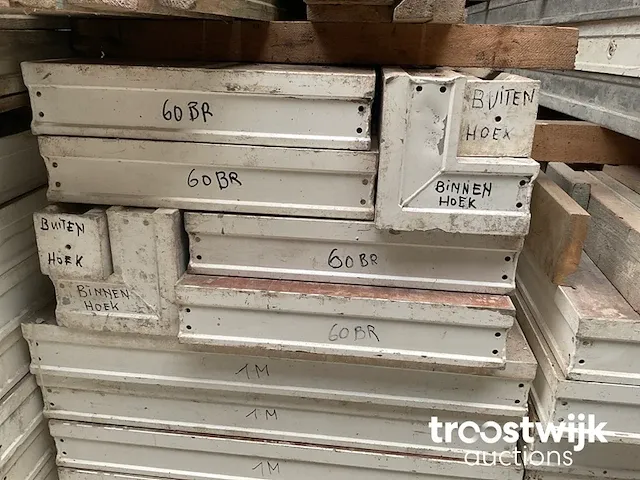 60BR
60BR
BUITEN
HOEK
BINNEN
HOEK
BUITEN
HOEK
BINNEN
HOEK
60BR
60BR
1M
1M
1M
troostwijk
auctions